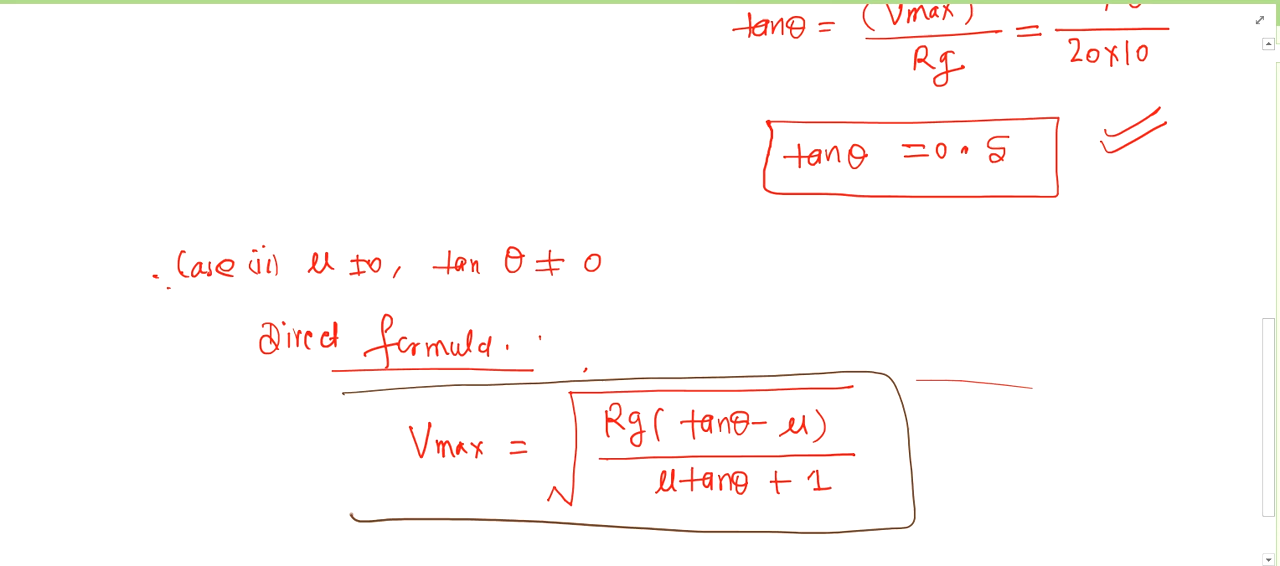 tanθ = (Vmax) / Rg = / 20×10
tanθ = 0.5
Case iii) μ ≠ 0, tan θ ≠ 0
Direct formula.
Vmax = √ Rg( tanθ - μ) / μtanθ + 1